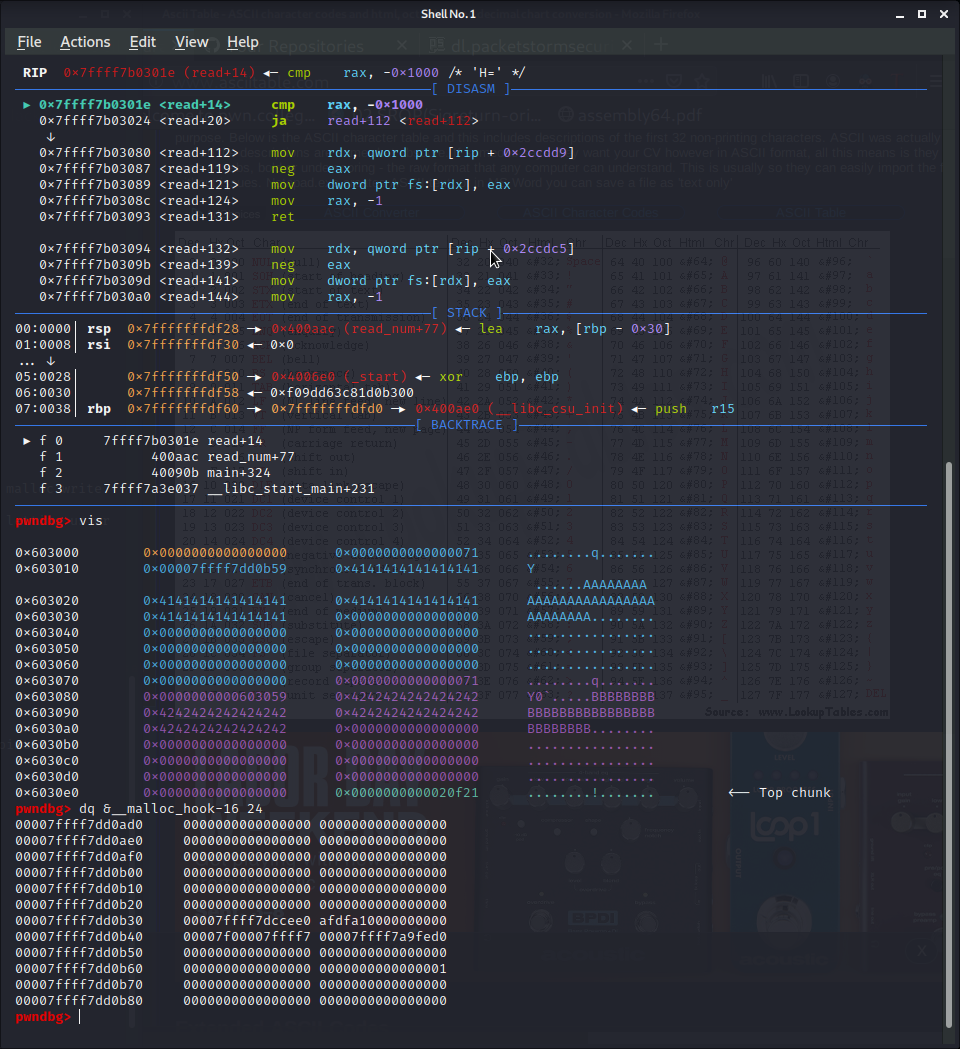 Shell No.1
File Actions Edit View Help
RIP 0×7ffff7b0301e (read+14) ◂— cmp rax, -0×1000 /* 'H=' */
[ DISASM ]
► 0×7ffff7b0301e <read+14> cmp rax, -0×1000
0×7ffff7b03024 <read+20> ja read+112 <read+112>
↓
0×7ffff7b03080 <read+112> mov rdx, qword ptr [rip + 0×2ccdd9]
0×7ffff7b03087 <read+119> neg eax
0×7ffff7b03089 <read+121> mov dword ptr fs:[rdx], eax
0×7ffff7b0308c <read+124> mov rax, -1
0×7ffff7b03093 <read+131> ret
0×7ffff7b03094 <read+132> mov rdx, qword ptr [rip + 0×2ccdc5]
0×7ffff7b0309b <read+139> neg eax
0×7ffff7b0309d <read+141> mov dword ptr fs:[rdx], eax
0×7ffff7b030a0 <read+144> mov rax, -1
[ STACK ]
00:0000│ rsp 0×7fffffffdf28 —▸ 0×400aac (read_num+77) ◂— lea rax, [rbp - 0×30]
01:0008│ rsi 0×7fffffffdf30 ◂— 0×0
... ↓
05:0028│ 0×7fffffffdf50 —▸ 0×4006e0 (_start) ◂— xor ebp, ebp
06:0030│ 0×7fffffffdf58 ◂— 0×f09dd63c81d0b300
07:0038│ rbp 0×7fffffffdf60 —▸ 0×7fffffffdfd0 —▸ 0×400ae0 (__libc_csu_init) ◂— push r15
[ BACKTRACE ]
► f 0 7ffff7b0301e read+14
f 1 400aac read_num+77
f 2 40090b main+324
f 3 7ffff7a3e037 __libc_start_main+231
pwndbg> vis
0×603000 0×0000000000000000 0×0000000000000071 ........q.......
0×603010 0×00007ffff7dd0b59 0×4141414141414141 Y
.......AAAAAAAA
0×603020 0×4141414141414141 0×4141414141414141 AAAAAAAAAAAAAAAA
0×603030 0×4141414141414141 0×0000000000000000 AAAAAAAA........
0×603040 0×0000000000000000 0×0000000000000000 ................
0×603050 0×0000000000000000 0×0000000000000000 ................
0×603060 0×0000000000000000 0×0000000000000000 ................
0×603070 0×0000000000000000 0×0000000000000071 ........q.......
0×603080 0×0000000000603059 0×4242424242424242 Y0`.....BBBBBBBB
0×603090 0×4242424242424242 0×4242424242424242 BBBBBBBBBBBBBBBB
0×6030a0 0×4242424242424242 0×0000000000000000 BBBBBBBB........
0×6030b0 0×0000000000000000 0×0000000000000000 ................
0×6030c0 0×0000000000000000 0×0000000000000000 ................
0×6030d0 0×0000000000000000 0×0000000000000000 ................
0×6030e0 0×0000000000000000 0×0000000000020f21 ........!....... <-- Top chunk
pwndbg> dq &__malloc_hook-16 24
00007ffff7dd0ad0 0000000000000000 0000000000000000
00007ffff7dd0ae0 0000000000000000 0000000000000000
00007ffff7dd0af0 0000000000000000 0000000000000000
00007ffff7dd0b00 0000000000000000 0000000000000000
00007ffff7dd0b10 0000000000000000 0000000000000000
00007ffff7dd0b20 0000000000000000 0000000000000000
00007ffff7dd0b30 00007ffff7dccee0 afdfa10000000000
00007ffff7dd0b40 00007f00007ffff7 00007ffff7a9fed0
00007ffff7dd0b50 0000000000000000 0000000000000000
00007ffff7dd0b60 0000000000000000 0000000000000001
00007ffff7dd0b70 0000000000000000 0000000000000000
00007ffff7dd0b80 0000000000000000 0000000000000000
pwndbg>